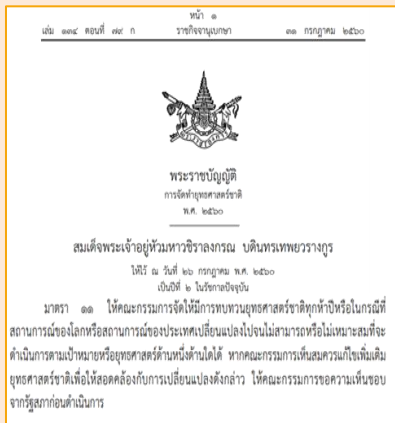 หน้า ๑
เล่ม ๑๓๔ ตอนที่ ๗๙ ก ราชกิจจานุเบกษา ๓๑ กรกฎาคม ๒๕๖๐
พระราชบัญญัติ
การจัดทำยุทธศาสตร์ชาติ
พ.ศ. ๒๕๖๐
สมเด็จพระเจ้าอยู่หัวมหาวชิราลงกรณ บดินทรเทพยวรางกูร
ให้ไว้ ณ วันที่ ๒๖ กรกฎาคม พ.ศ. ๒๕๖๐
เป็นปีที่ ๒ ในรัชกาลปัจจุบัน
มาตรา ๑๑ ให้คณะกรรมการจัดให้มีการทบทวนยุทธศาสตร์ชาติทุกห้าปีหรือในกรณีที่
สถานการณ์ของโลกหรือสถานการณ์ของประเทศเปลี่ยนแปลงไปจนไม่สามารถหรือไม่เหมาะสมที่จะ
ดำเนินการตามเป้าหมายหรือยุทธศาสตร์ด้านหนึ่งด้านใดได้ หากคณะกรรมการเห็นสมควรแก้ไขเพิ่มเติม
ยุทธศาสตร์ชาติเพื่อให้สอดคล้องกับการเปลี่ยนแปลงดังกล่าว ให้คณะกรรมการขอความเห็นชอบ
จากรัฐสภาก่อนดำเนินการ